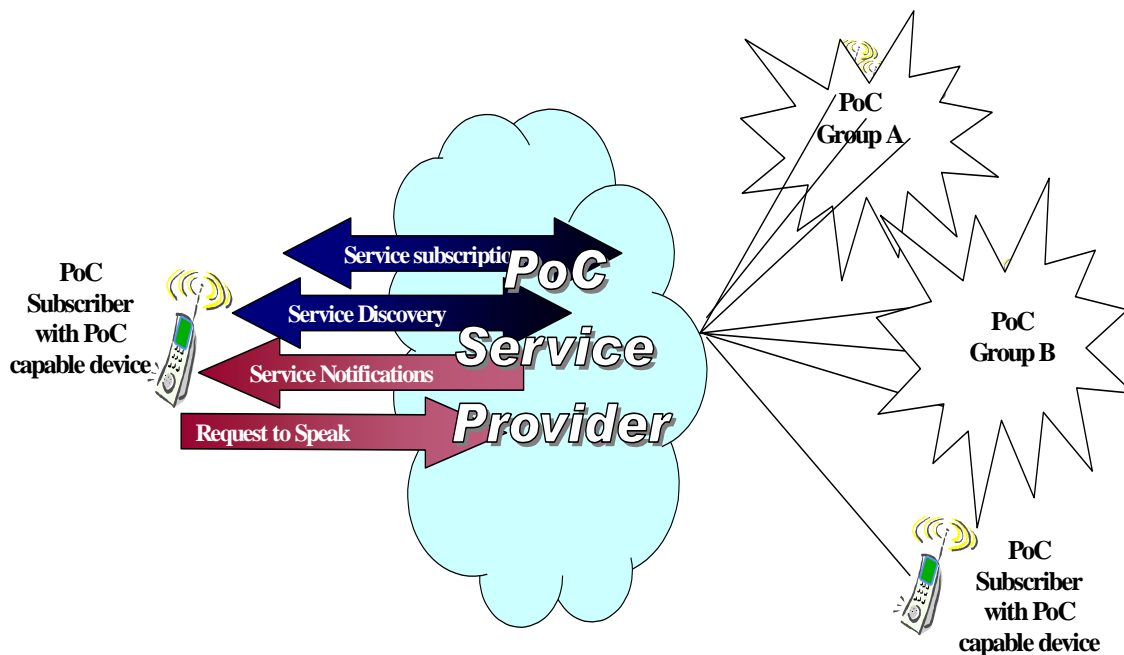 PoC
Group A
PoC
Subscriber
with PoC
capable device
Service subscription
Service Discovery
Service Notifications
Request to Speak
PoC
Service
Provider
PoC
Group B
PoC
Subscriber
with PoC
capable device